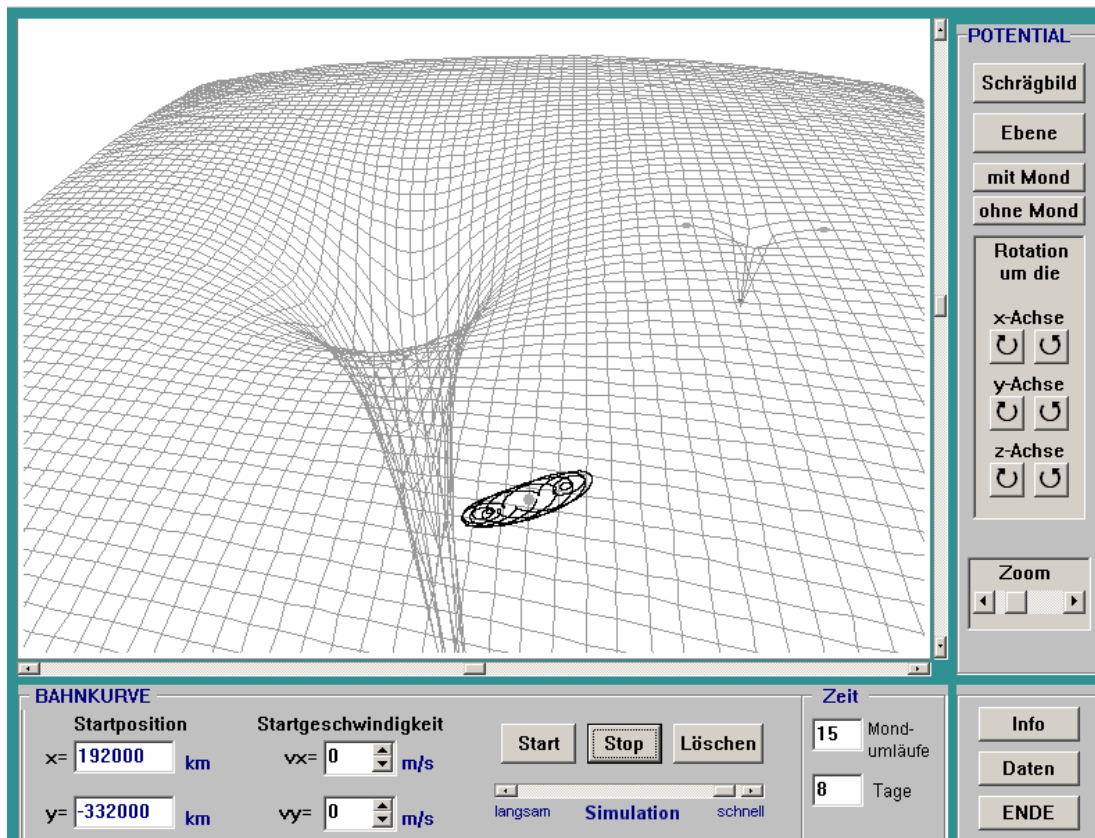 POTENTIAL
Schrägbild
Ebene
mit Mond
ohne Mond
Rotation
um die
x-Achse
y-Achse
z-Achse
Zoom
BAHNKURVE
Startposition
x= 192000 km
y= -332000 km
Startgeschwindigkeit
vx= 0 m/s
vy= 0 m/s
Start Stop Löschen
langsam Simulation schnell
Zeit
15 Mond-
umläufe
8 Tage
Info
Daten
ENDE